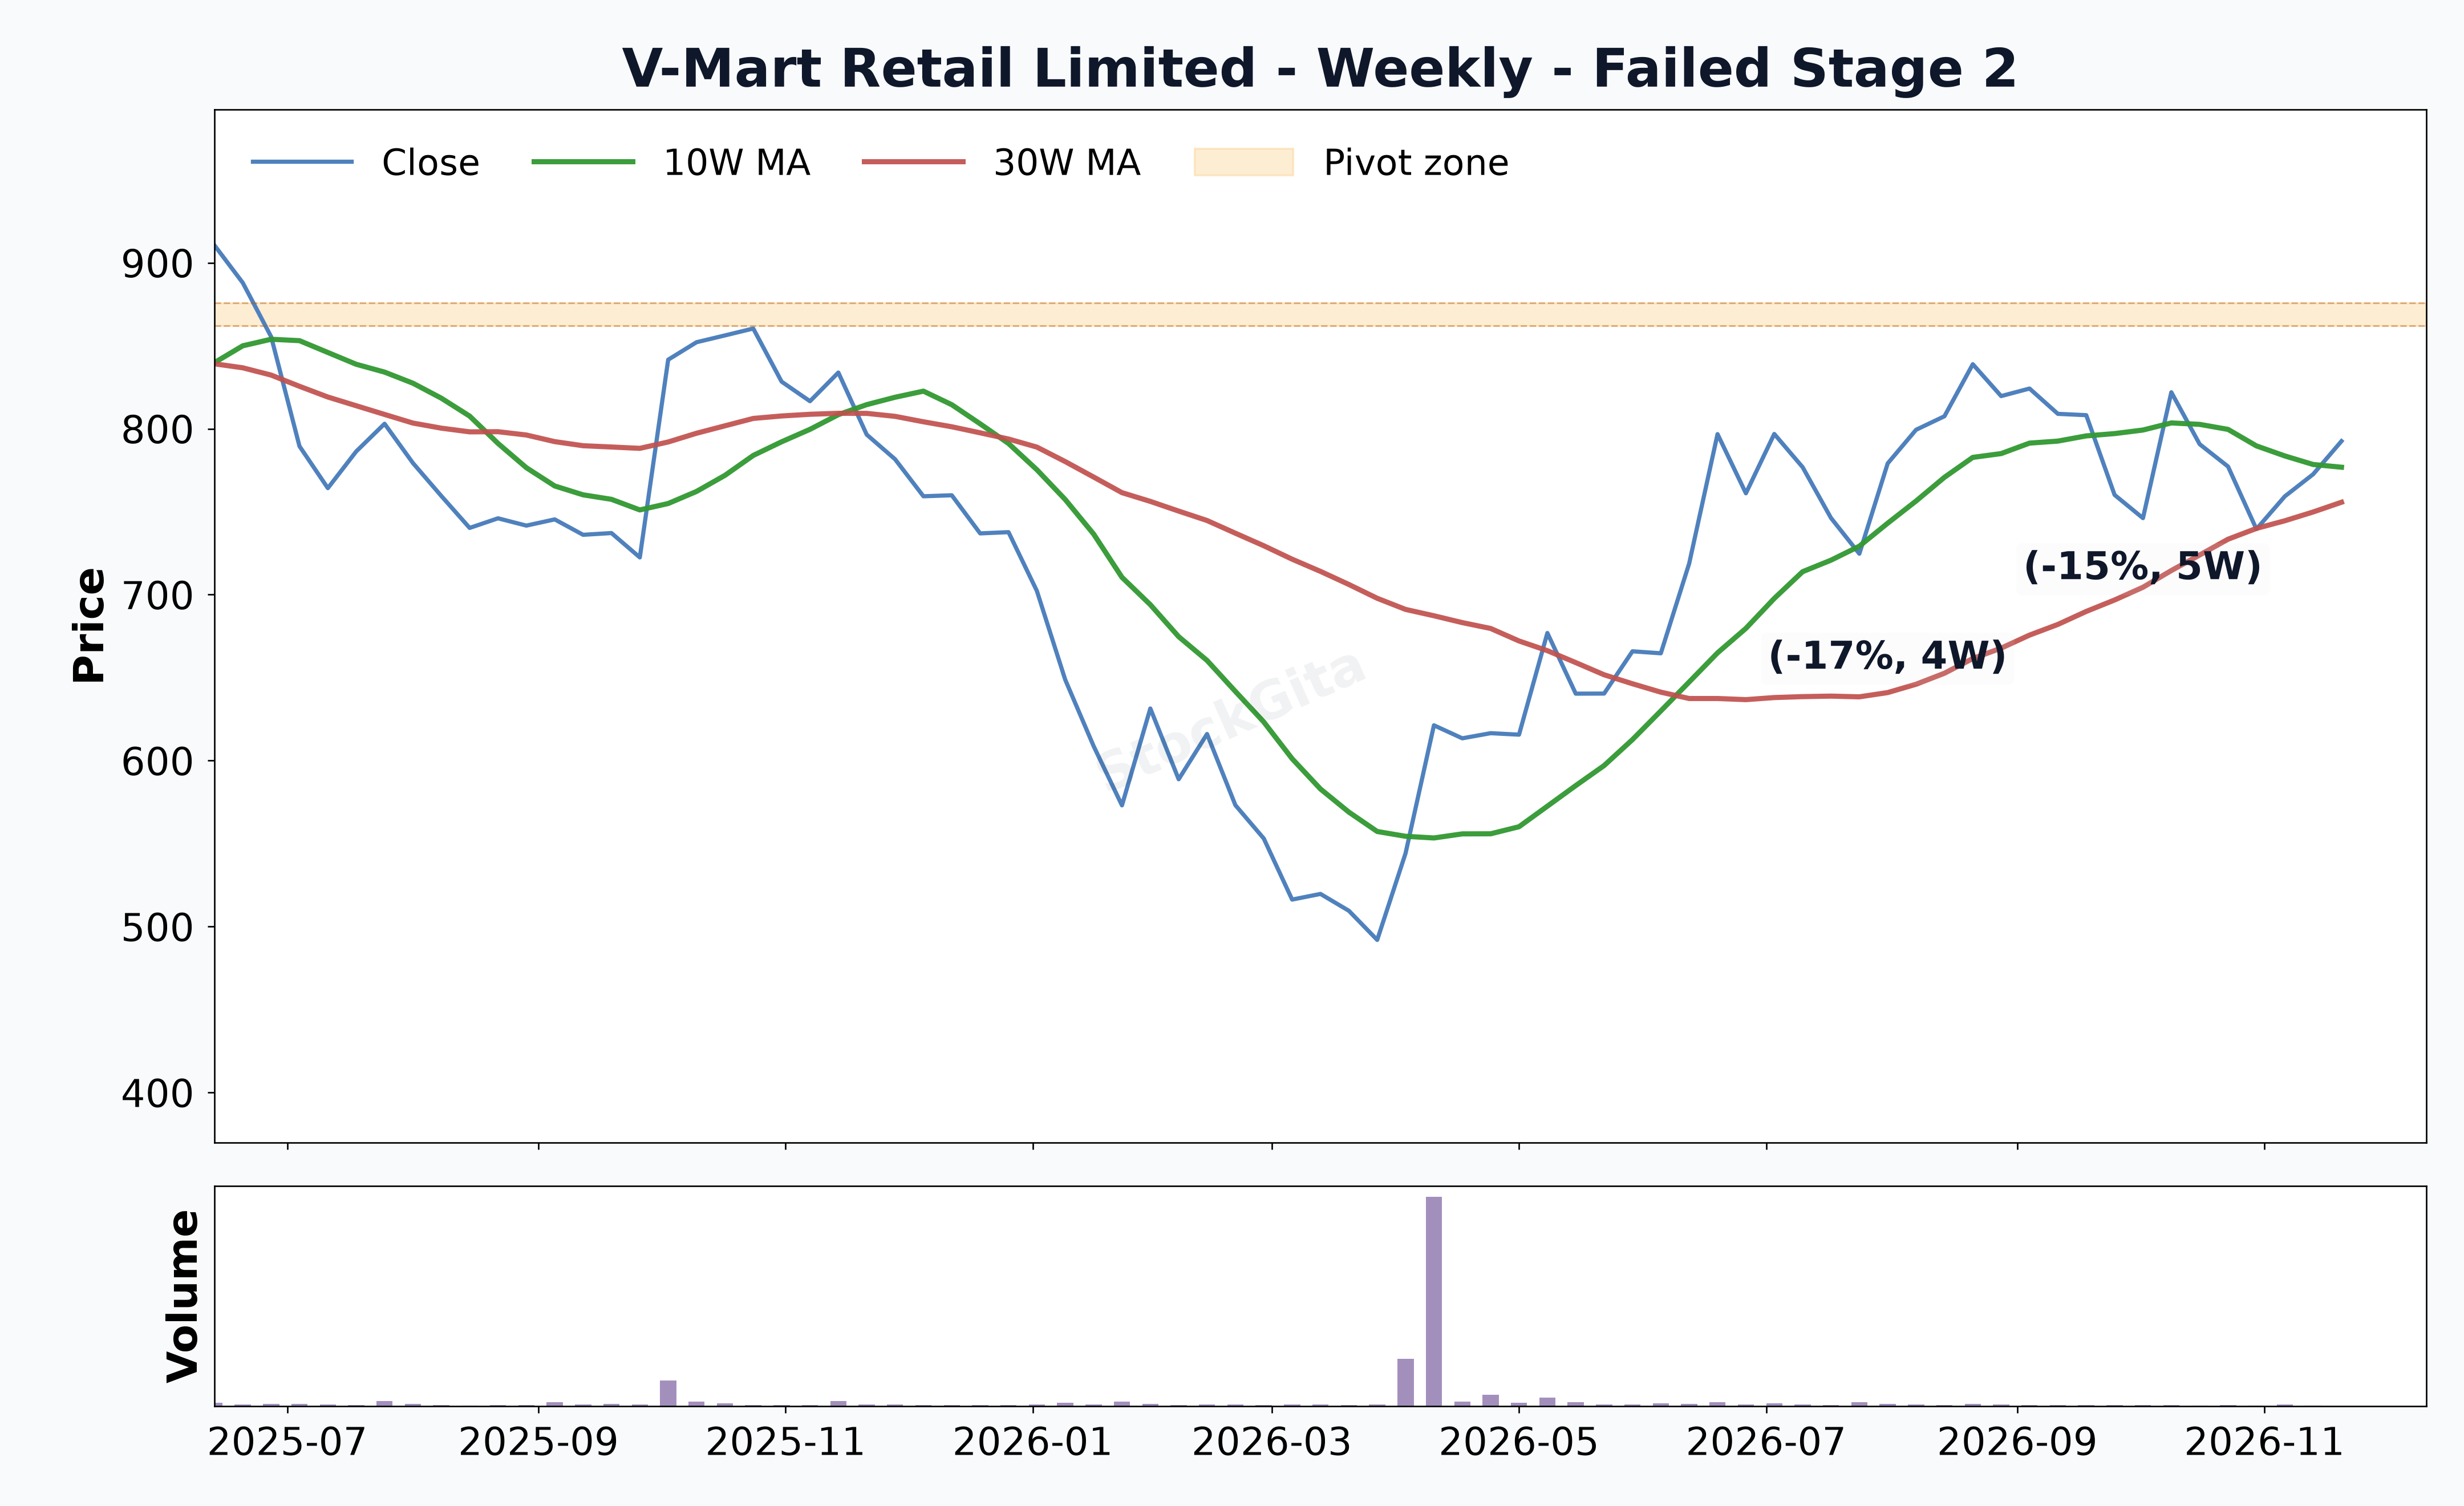 V-Mart Retail Limited - Weekly - Failed Stage 2
Close
10W MA
30W MA
Pivot zone
Price
900
800
700
600
500
400
(-15%, 5W)
(-17%, 4W)
StockGita
Volume
2025-07
2025-09
2025-11
2026-01
2026-03
2026-05
2026-07
2026-09
2026-11